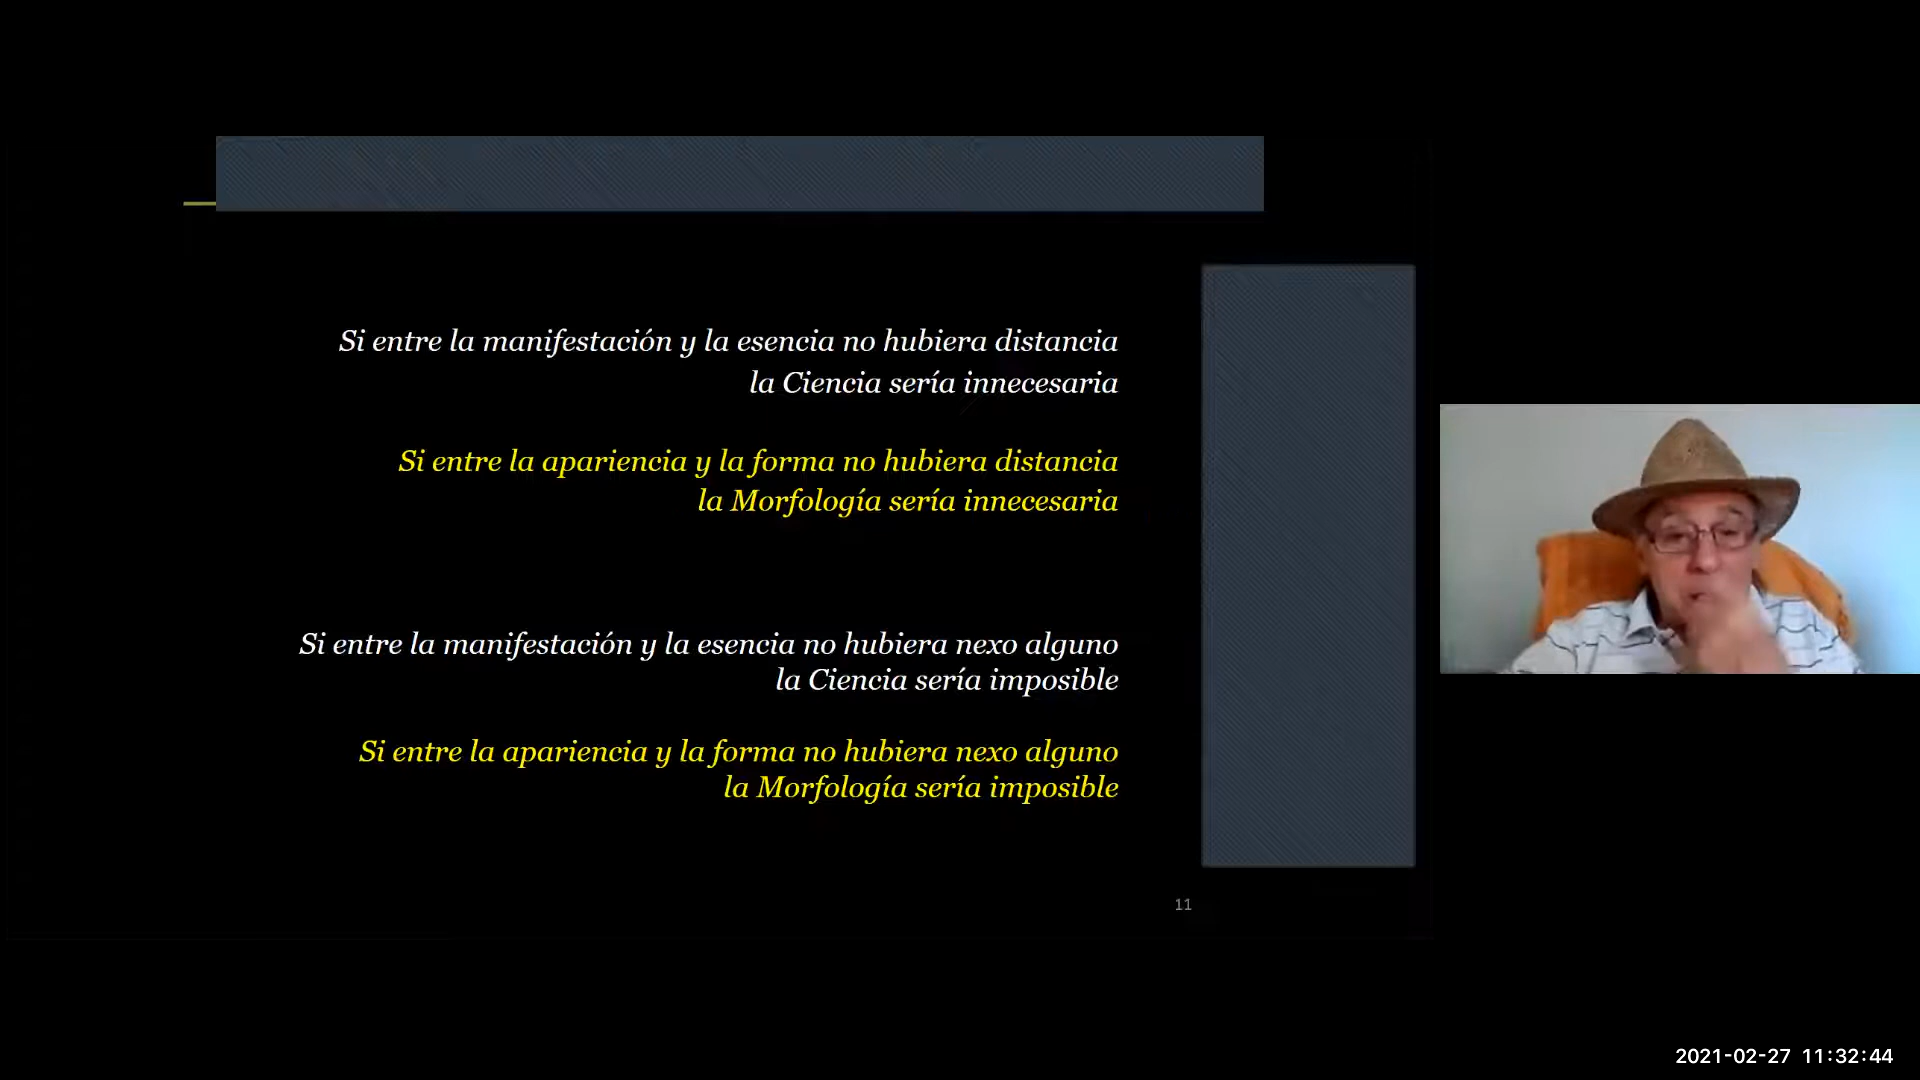 Si entre la manifestación y la esencia no hubiera distancia
la Ciencia sería innecesaria
Si entre la apariencia y la forma no hubiera distancia
la Morfología sería innecesaria
Si entre la manifestación y la esencia no hubiera nexo alguno
la Ciencia sería imposible
Si entre la apariencia y la forma no hubiera nexo alguno
la Morfología sería imposible
11
2021-02-27 11:32:44